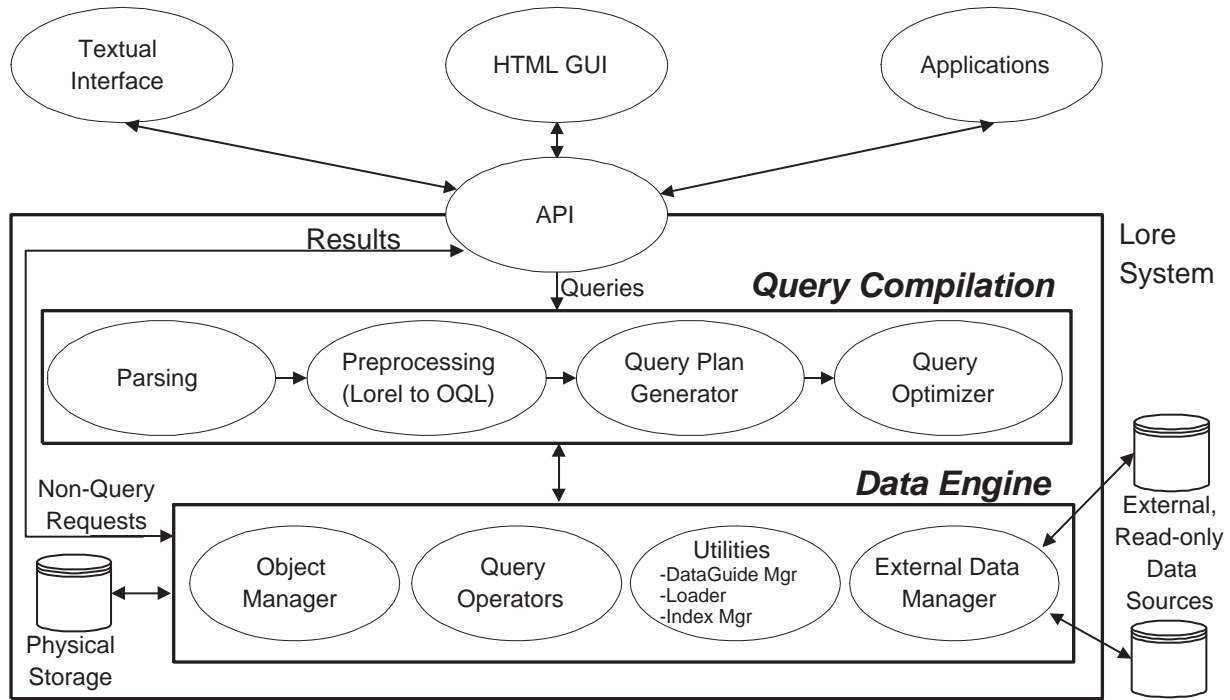 Textual
Interface
HTML GUI
Applications
API
Results
Lore
System
Queries
Query Compilation
Parsing
Preprocessing
(Lorel to OQL)
Query Plan
Generator
Query
Optimizer
Non-Query
Requests
Data Engine
Object
Manager
Query
Operators
Utilities
-DataGuide Mgr
-Loader
-Index Mgr
External Data
Manager
External,
Read-only
Data
Sources
Physical
Storage